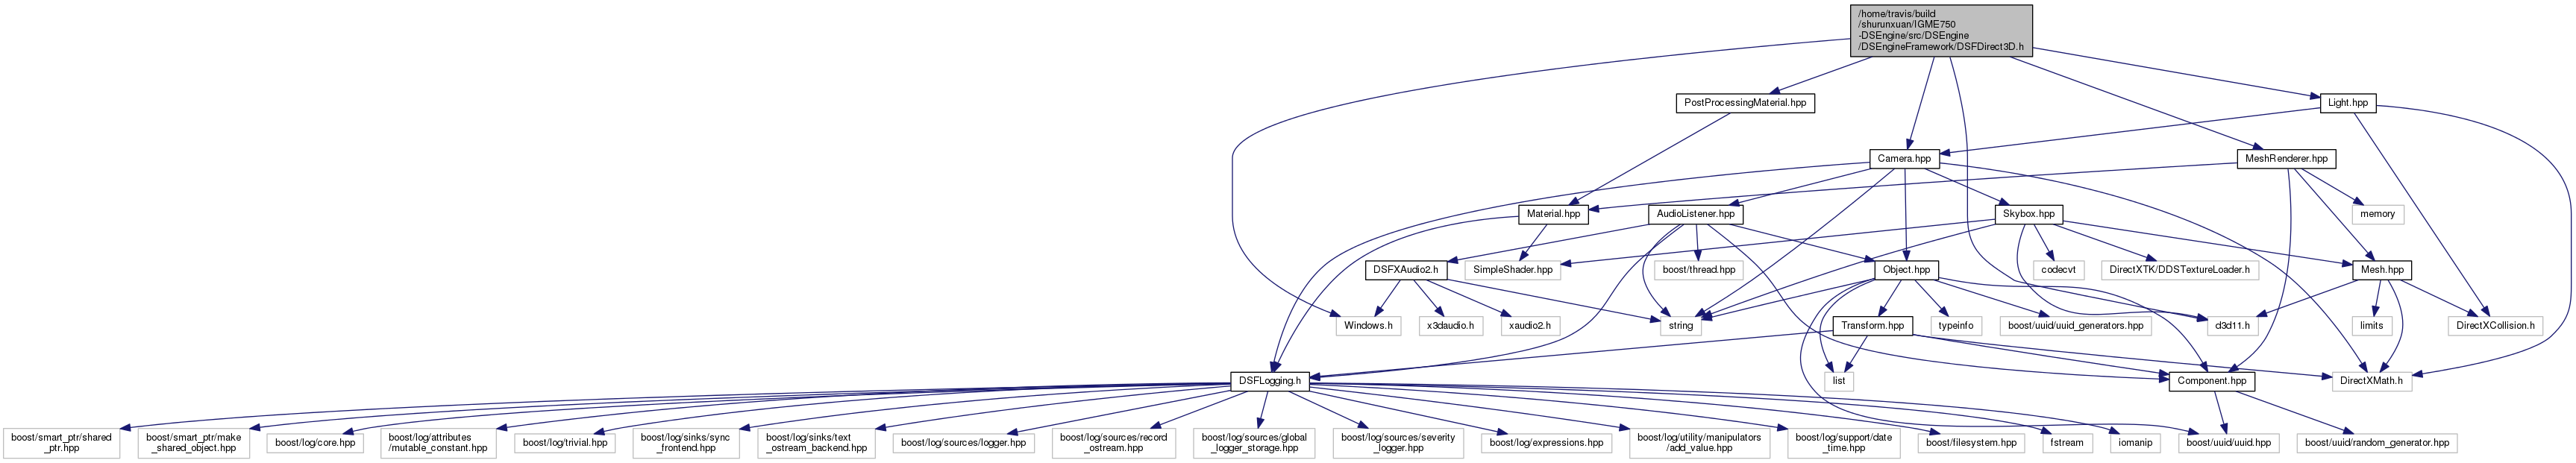 /home/travis/build
/shurunxuan/IGME750
-DSEngine/src/DSEngine
/DSEngineFramework/DSFDirect3D.h
PostProcessingMaterial.hpp
Light.hpp
Camera.hpp
MeshRenderer.hpp
Material.hpp
AudioListener.hpp
Skybox.hpp
memory
DSFXAudio2.h
SimpleShader.hpp
boost/thread.hpp
Object.hpp
codecvt
DirectXTK/DDSTextureLoader.h
Mesh.hpp
Windows.h
x3daudio.h
xaudio2.h
string
Transform.hpp
typeinfo
boost/uuid/uuid_generators.hpp
d3d11.h
limits
DirectXCollision.h
DSFLogging.h
list
Component.hpp
DirectXMath.h
boost/smart_ptr/shared
_ptr.hpp
boost/smart_ptr/make
_shared_object.hpp
boost/log/core.hpp
boost/log/attributes
/mutable_constant.hpp
boost/log/trivial.hpp
boost/log/sinks/sync
_frontend.hpp
boost/log/sinks/text
_ostream_backend.hpp
boost/log/sources/logger.hpp
boost/log/sources/record
_ostream.hpp
boost/log/sources/global
_logger_storage.hpp
boost/log/sources/severity
_logger.hpp
boost/log/expressions.hpp
boost/log/utility/manipulators
/add_value.hpp
boost/log/support/date
_time.hpp
boost/filesystem.hpp
fstream
iomanip
boost/uuid/uuid.hpp
boost/uuid/random_generator.hpp